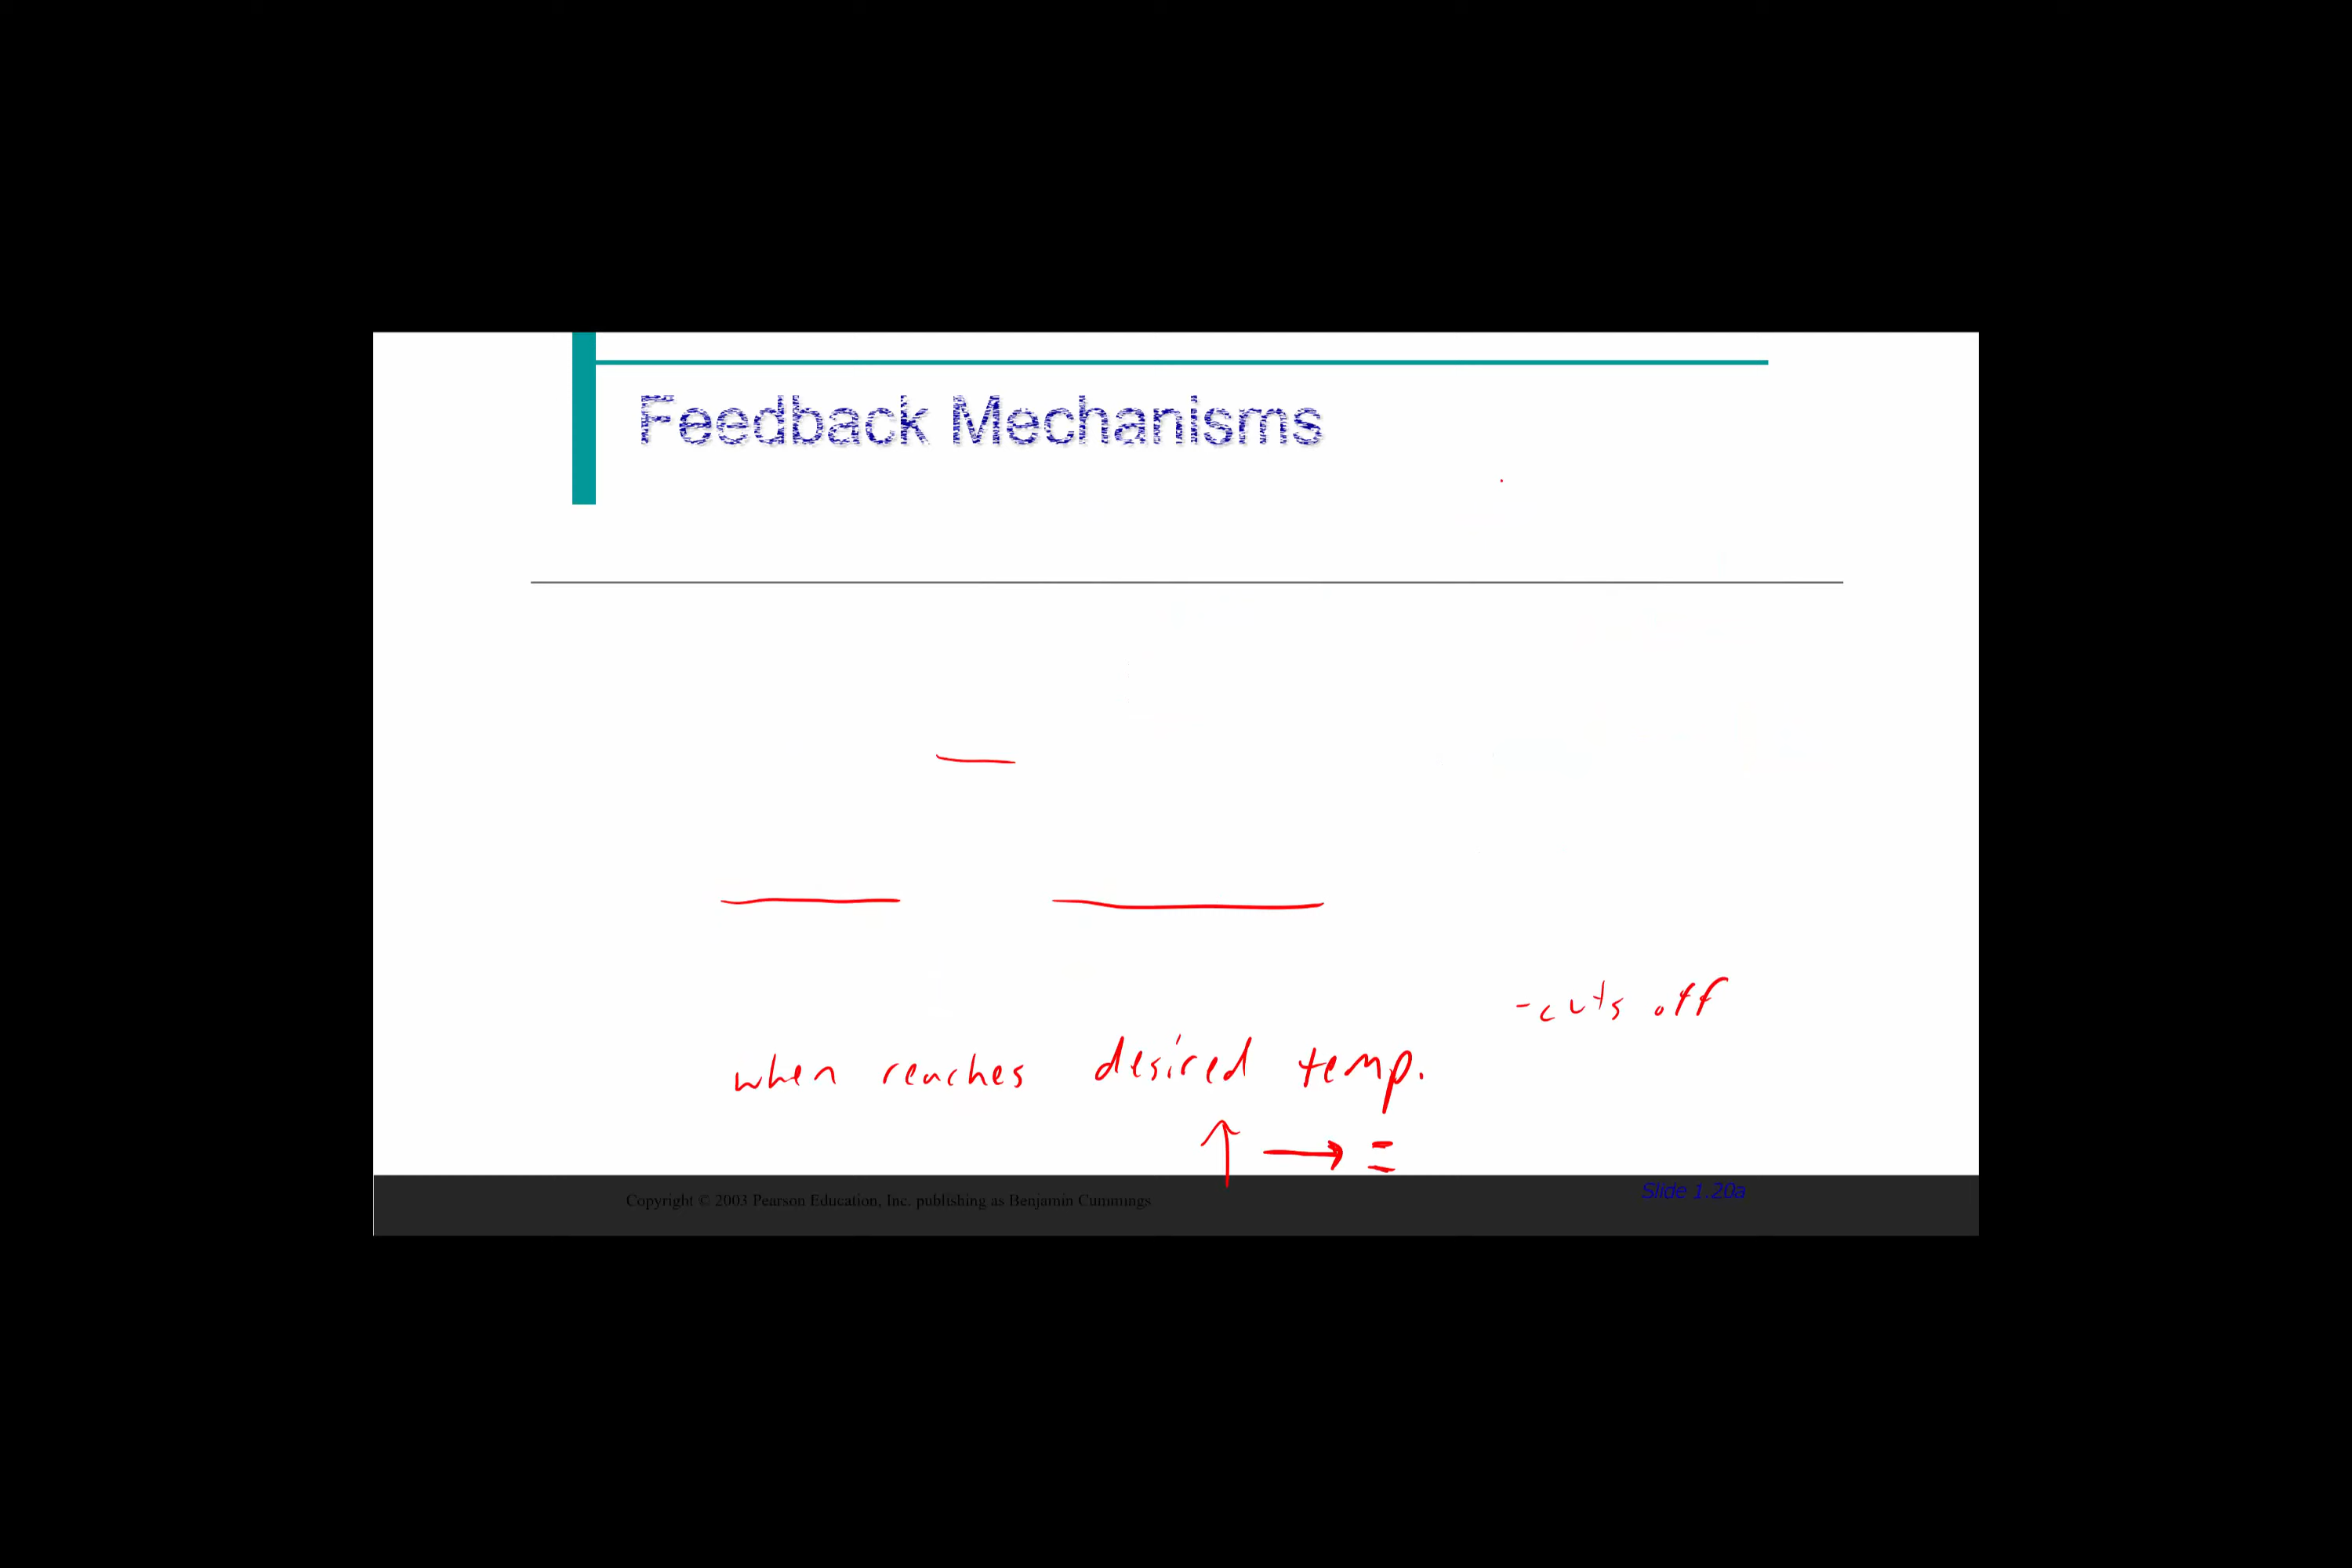 Feedback Mechanisms
-cuts off
when reaches desired temp.
↑ → =
Copyright © 2003 Pearson Education, Inc. publishing as Benjamin Cummings
Slide 1.20a